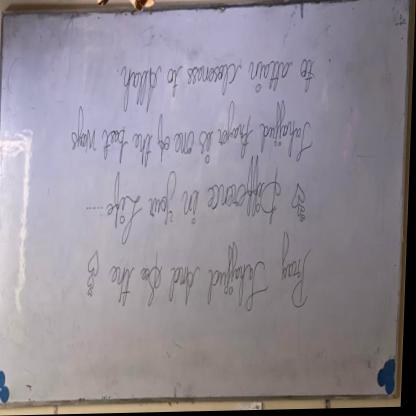 Pray Tahajjud And See the
Difference in your Life.....
Tahajjud Prayer is one of the best ways
to attain closeness to Allah.